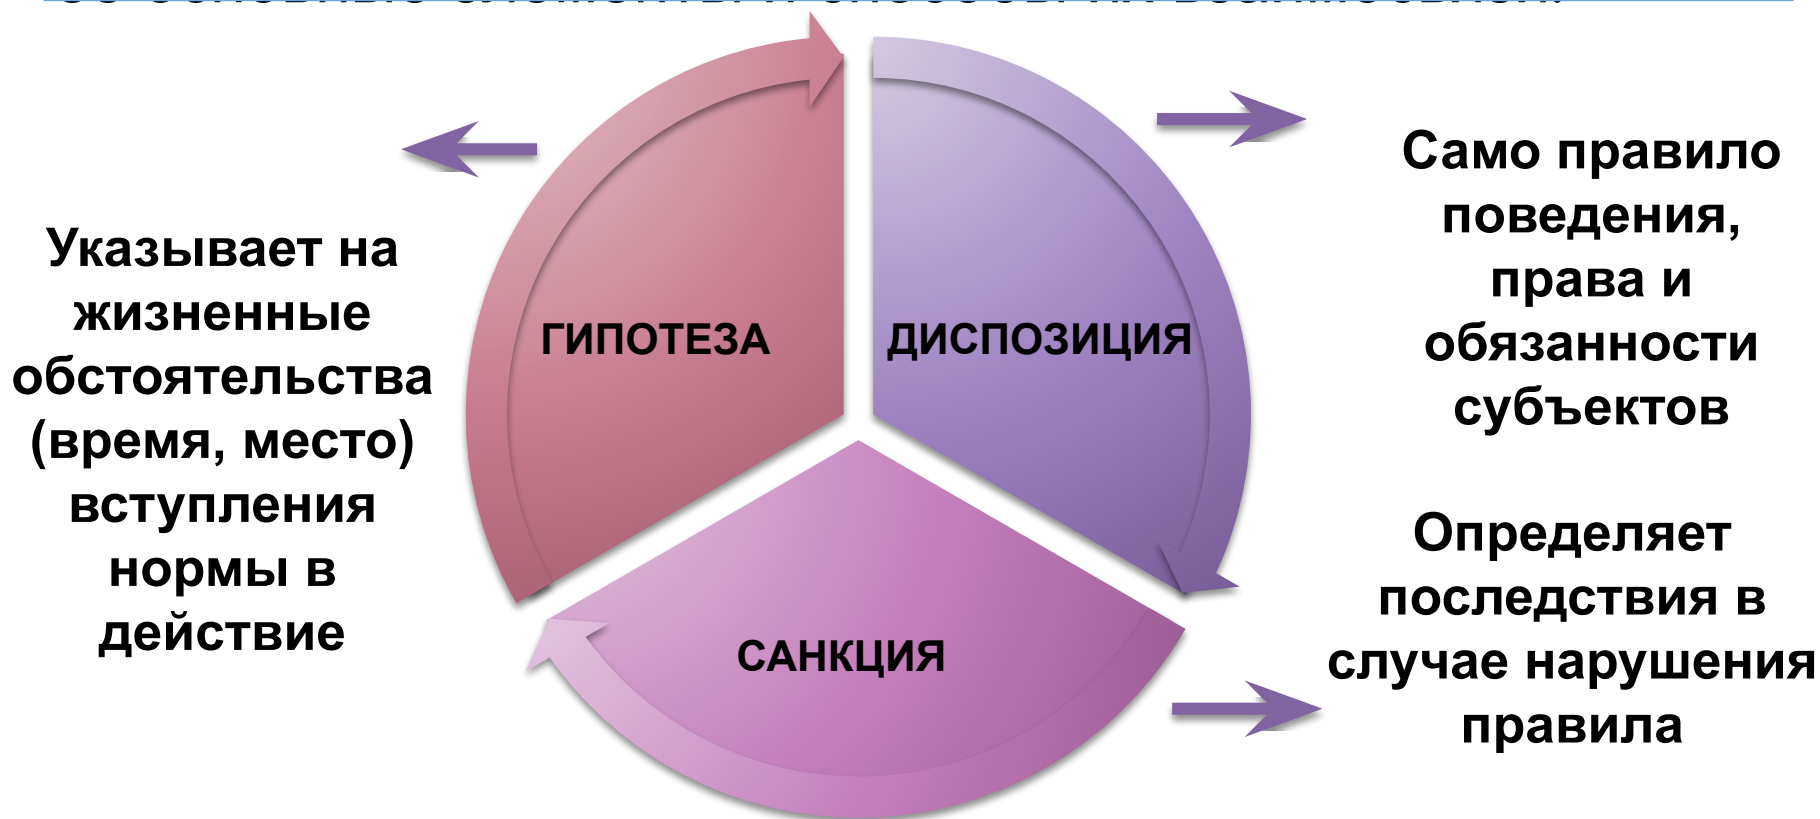 Указывает на
жизненные
обстоятельства
(время, место)
вступления
нормы в
действие
ГИПОТЕЗА
ДИСПОЗИЦИЯ
САНКЦИЯ
Само правило
поведения,
права и
обязанности
субъектов
Определяет
последствия в
случае нарушения
правила